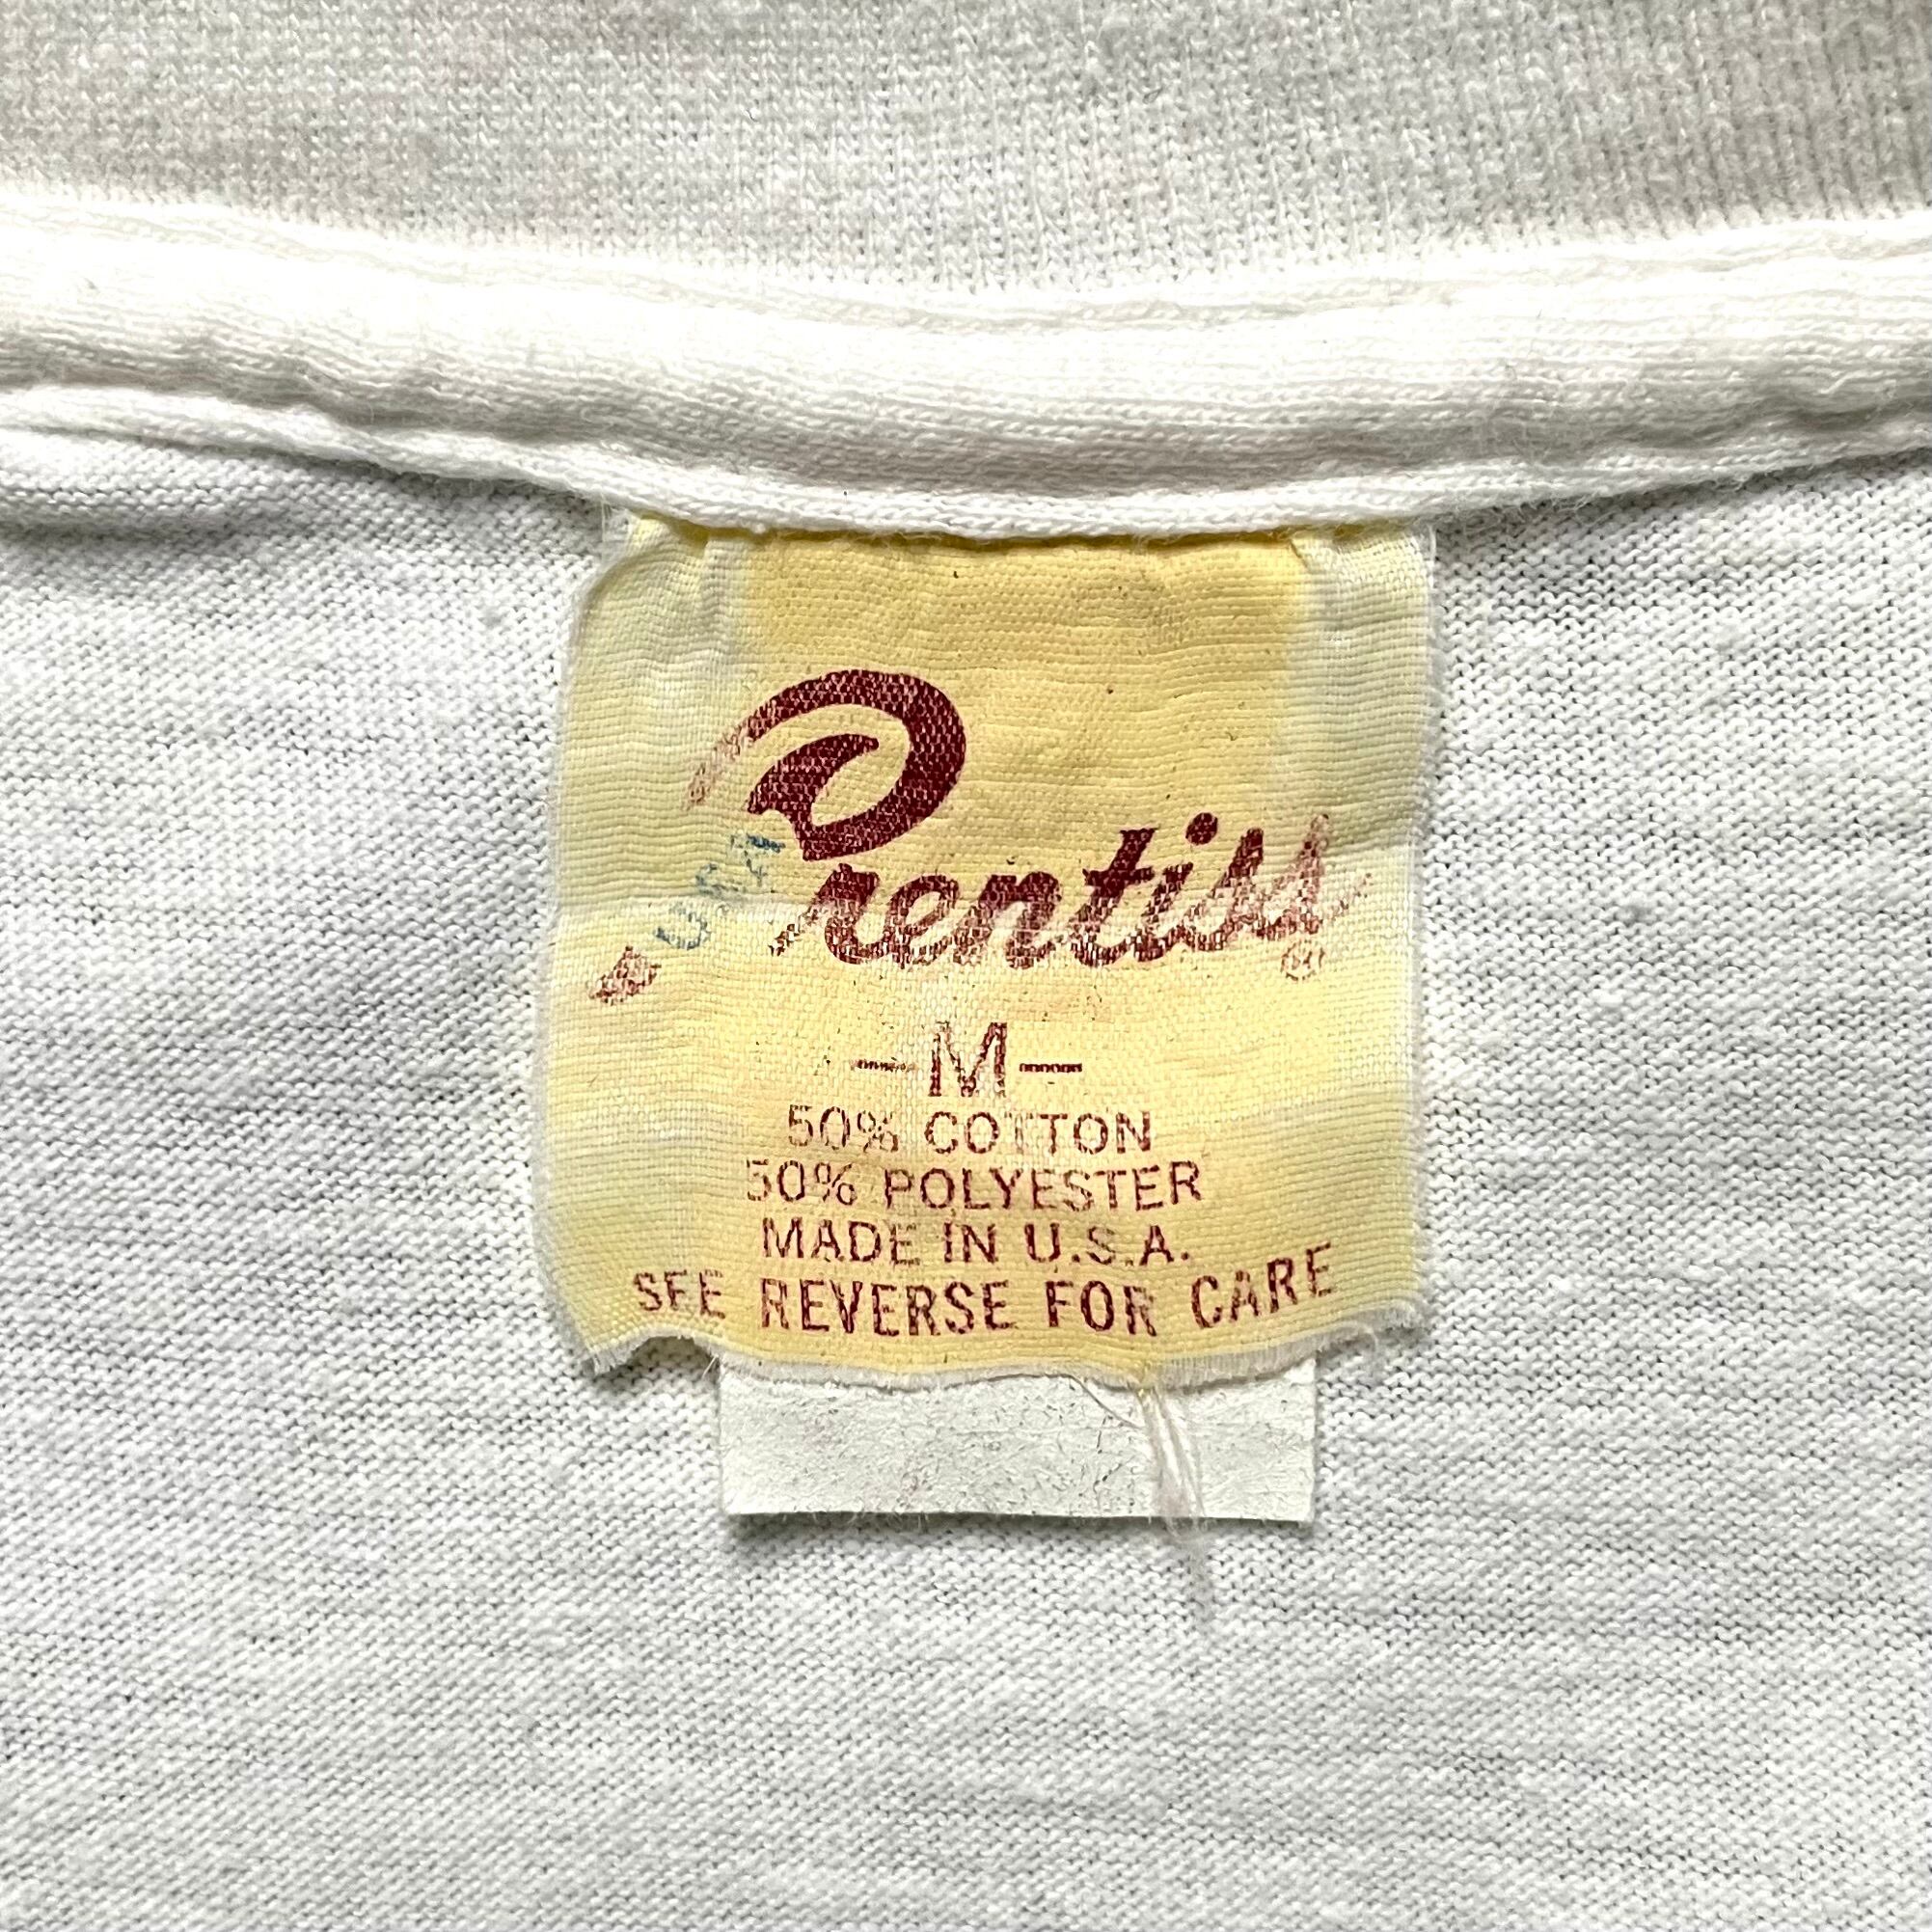 Prentiss®
-M-
50% COTTON
50% POLYESTER
MADE IN U.S.A.
SEE REVERSE FOR CARE